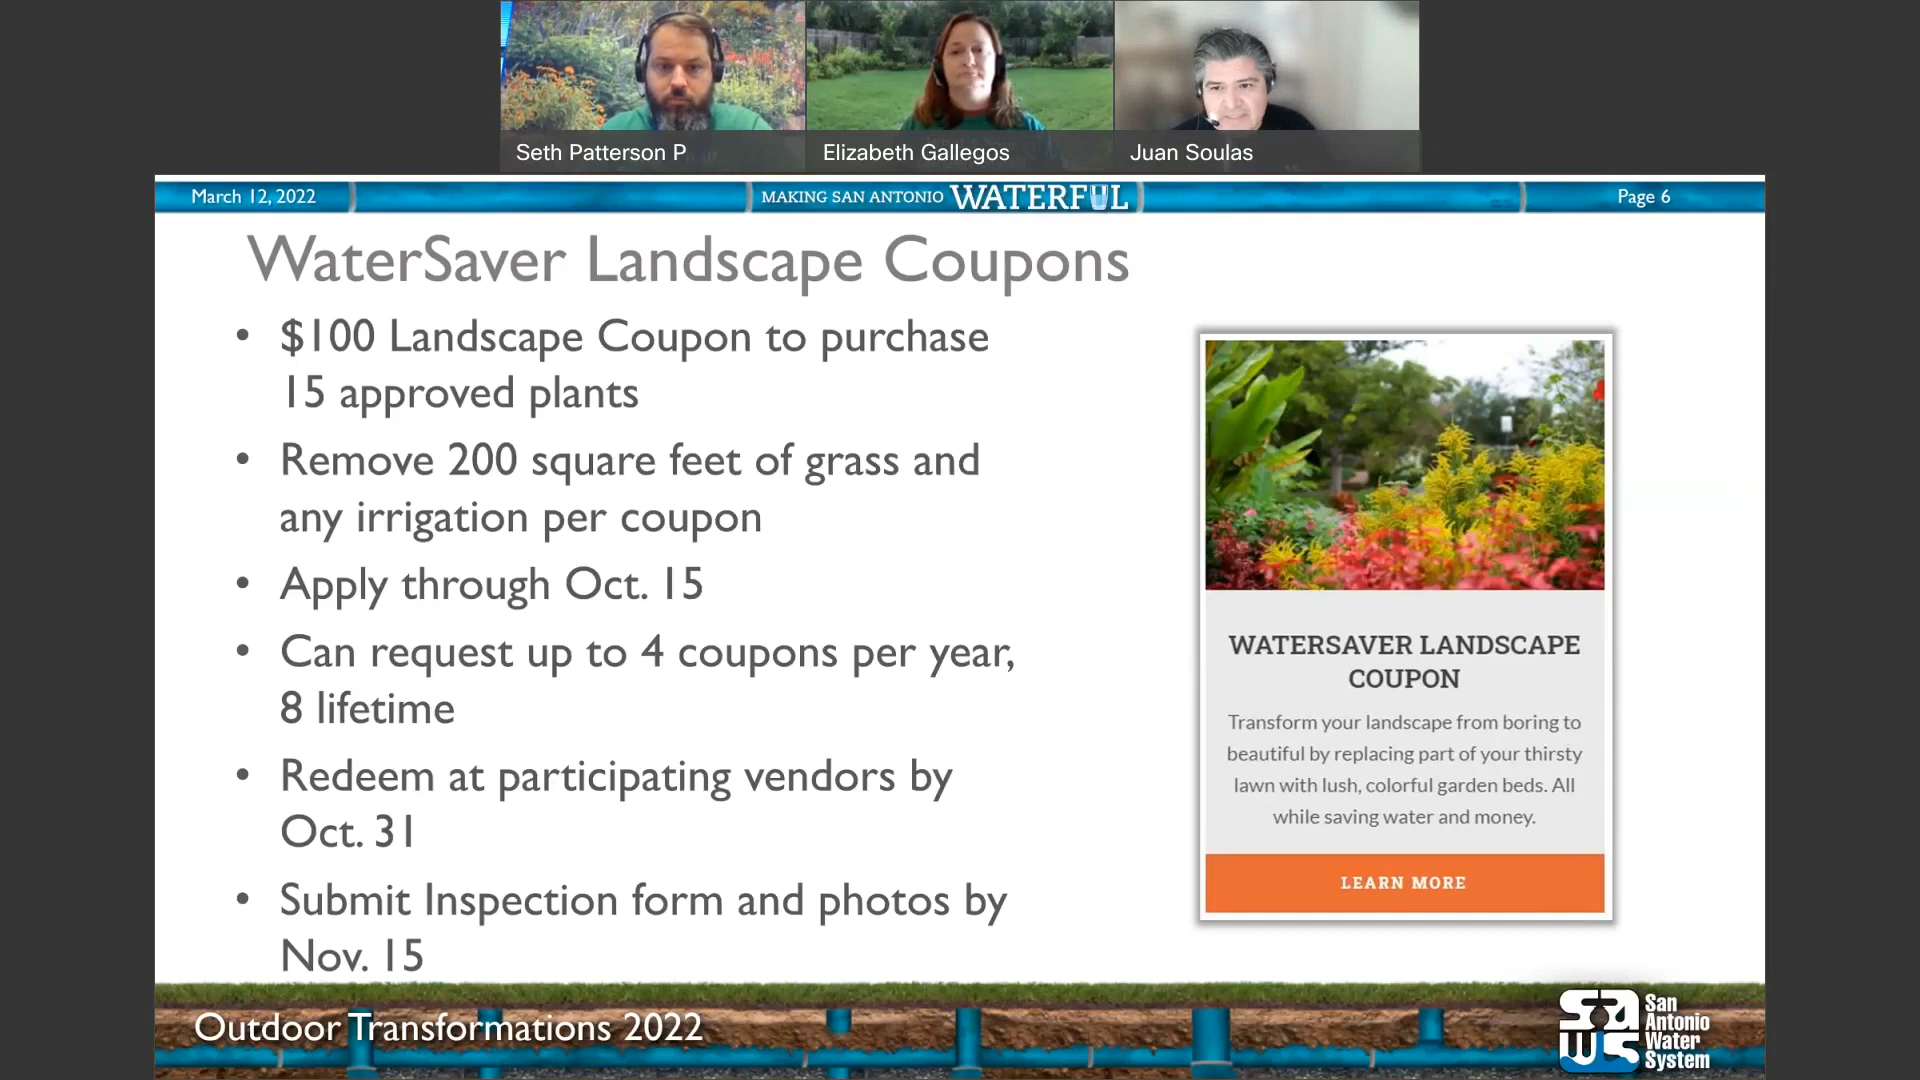 Seth Patterson P
Elizabeth Gallegos
Juan Soulas
March 12, 2022
MAKING SAN ANTONIO WATERFUL
Page 6
WaterSaver Landscape Coupons
• $100 Landscape Coupon to purchase
15 approved plants
• Remove 200 square feet of grass and
any irrigation per coupon
• Apply through Oct. 15
• Can request up to 4 coupons per year,
8 lifetime
• Redeem at participating vendors by
Oct. 31
• Submit Inspection form and photos by
Nov. 15
WATERSAVER LANDSCAPE
COUPON
Transform your landscape from boring to
beautiful by replacing part of your thirsty
lawn with lush, colorful garden beds. All
while saving water and money.
LEARN MORE
Outdoor Transformations 2022
saws
San
Antonio
Water
System